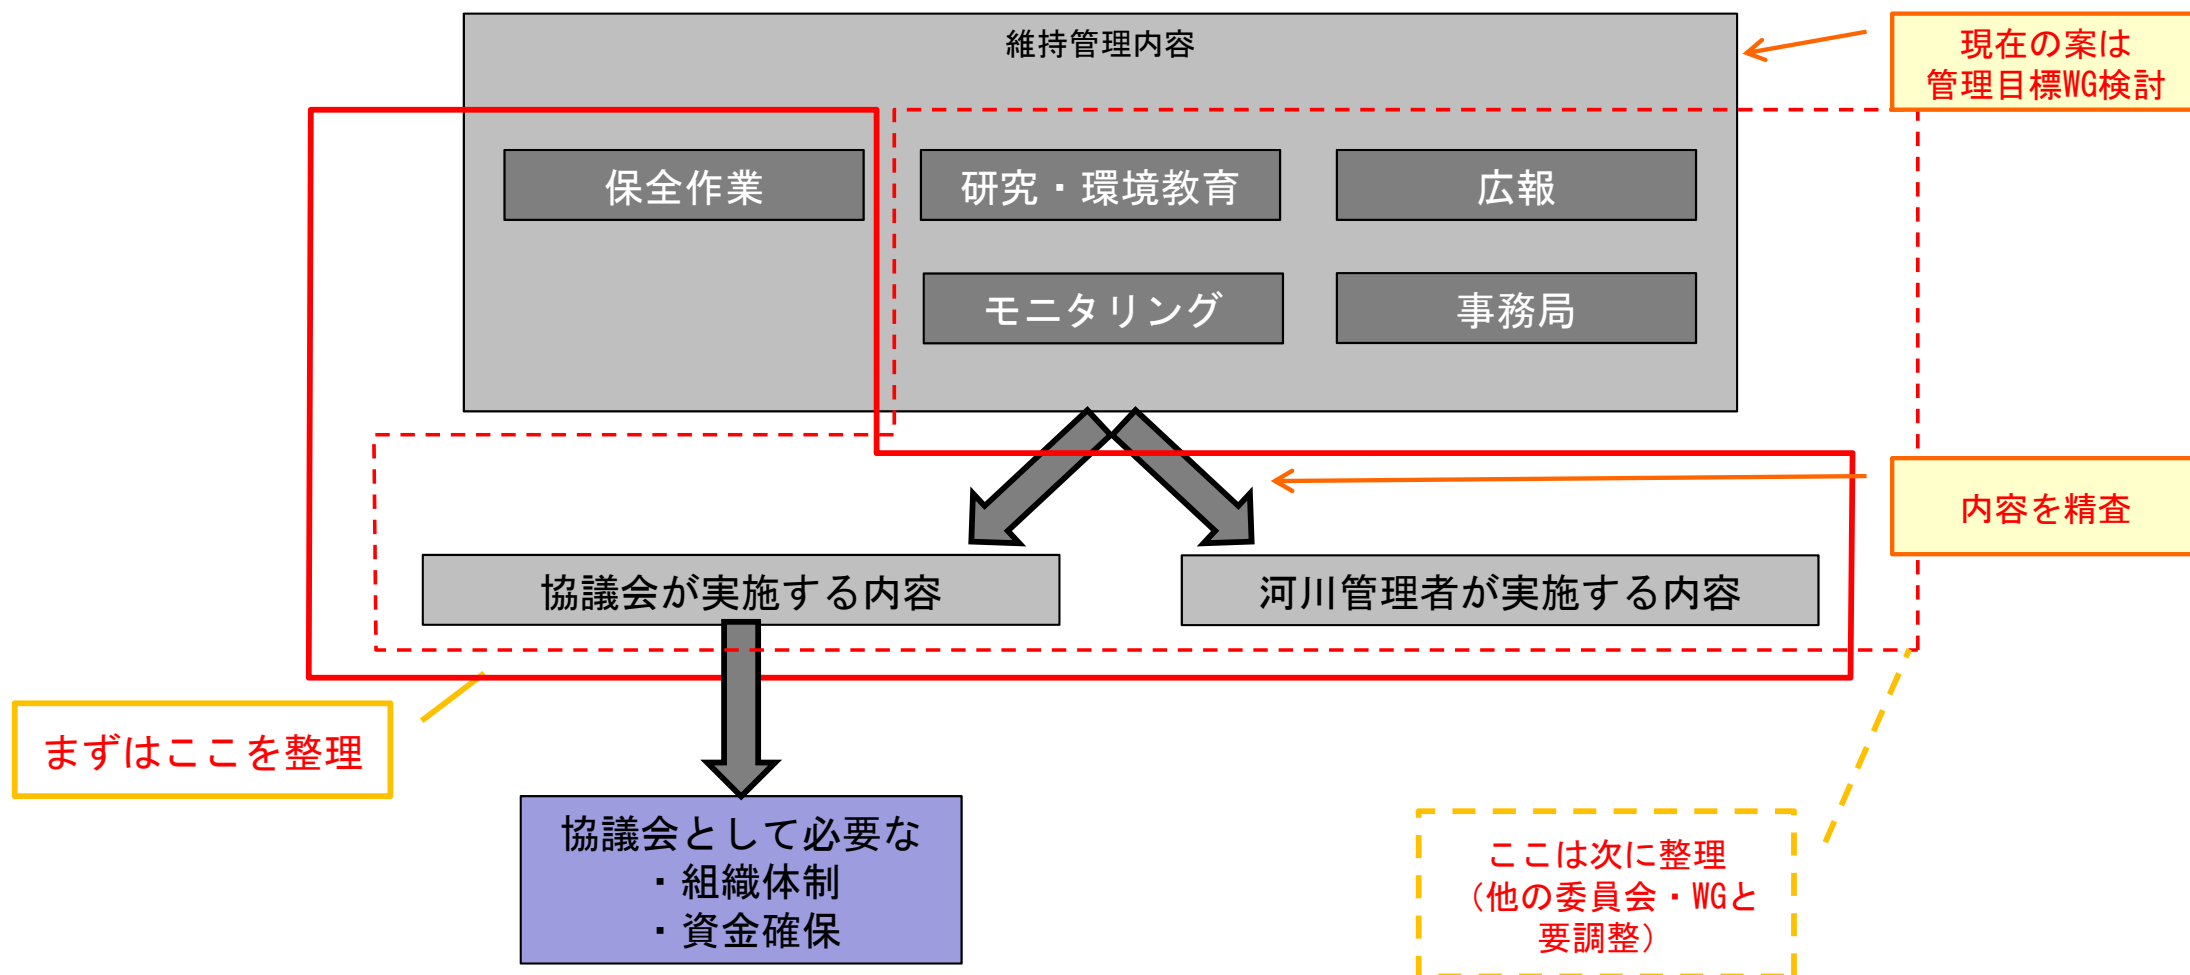 維持管理内容
現在の案は
管理目標WG検討
保全作業
研究・環境教育
広報
モニタリング
事務局
内容を精査
協議会が実施する内容
河川管理者が実施する内容
まずはここを整理
協議会として必要な
・組織体制
・資金確保
ここは次に整理
（他の委員会・WGと
要調整）